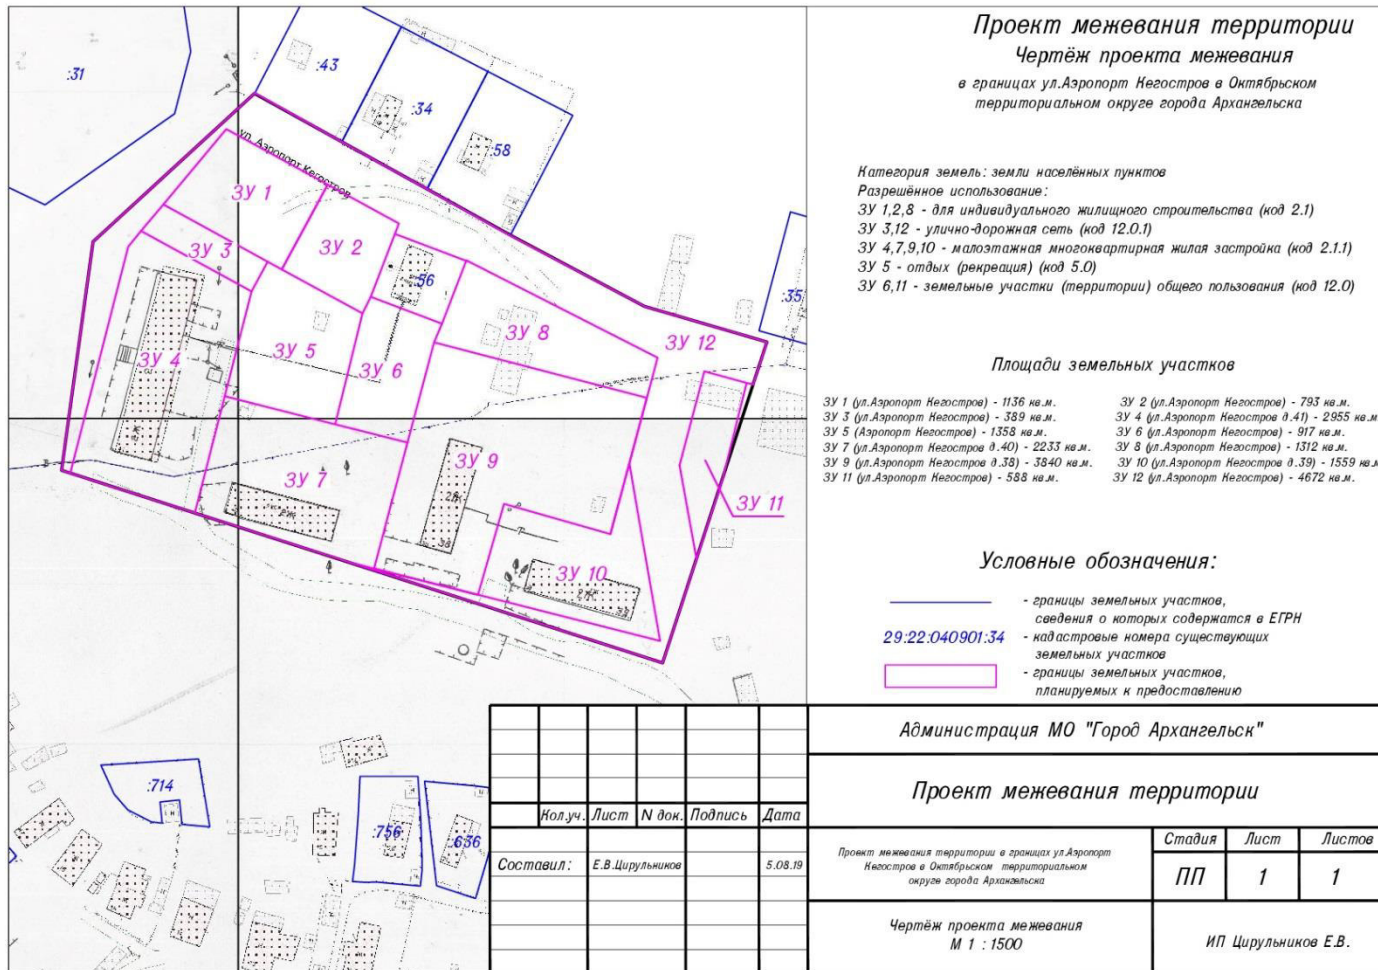 Проект межевания территории
Чертёж проекта межевания
в границах ул.Аэропорт Кегостров в Октябрьском
территориальном округе города Архангельска
Категория земель: земли населённых пунктов
Разрешённое использование:
ЗУ 1,2,8 - для индивидуального жилищного строительства (код 2.1)
ЗУ 3,12 - улично-дорожная сеть (код 12.0.1)
ЗУ 4,7,9,10 - малоэтажная многоквартирная жилая застройка (код 2.1.1)
ЗУ 5 - отдых (рекреация) (код 5.0)
ЗУ 6,11 - земельные участки (территории) общего пользования (код 12.0)
Площади земельных участков
ЗУ 1 (ул.Аэропорт Кегостров) - 1136 кв.м. ЗУ 2 (ул.Аэропорт Кегостров) - 793 кв.м.
ЗУ 3 (ул.Аэропорт Кегостров) - 389 кв.м. ЗУ 4 (ул.Аэропорт Кегостров д.41) - 2955 кв.м.
ЗУ 5 (Аэропорт Кегостров) - 1358 кв.м. ЗУ 6 (ул.Аэропорт Кегостров) - 917 кв.м.
ЗУ 7 (ул.Аэропорт Кегостров д.40) - 2233 кв.м. ЗУ 8 (ул.Аэропорт Кегостров) - 1312 кв.м.
ЗУ 9 (ул.Аэропорт Кегостров д.38) - 3840 кв.м. ЗУ 10 (ул.Аэропорт Кегостров д.39) - 1559 кв.м
ЗУ 11 (ул.Аэропорт Кегостров) - 588 кв.м. ЗУ 12 (ул.Аэропорт Кегостров) - 4672 кв.м.
Условные обозначения:
- границы земельных участков,
сведения о которых содержатся в ЕГРН
29:22:040901:34 - кадастровые номера существующих
земельных участков
- границы земельных участков,
планируемых к предоставлению
:31
:43
:34
:58
:35
ул. Аэропорт Кегостров
ЗУ 1
ЗУ 2
ЗУ 3
:56
ЗУ 8
ЗУ 12
ЗУ 4
ЗУ 5
ЗУ 6
ЗУ 9
ЗУ 7
ЗУ 11
ЗУ 10
2Ж
38
:714
:756
:636
Администрация МО "Город Архангельск"
Проект межевания территории
Кол.уч. Лист N док. Подпись Дата
Составил: Е.В.Цирульников 5.08.19
Проект межевания территории в границах ул.Аэропорт
Кегостров в Октябрьском территориальном
округе города Архангельска
Стадия Лист Листов
ПП 1 1
Чертёж проекта межевания
М 1 : 1500
ИП Цирульников Е.В.